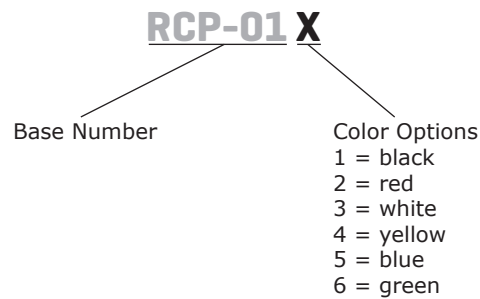 RCP-01 X
Base Number
Color Options
1 = black
2 = red
3 = white
4 = yellow
5 = blue
6 = green